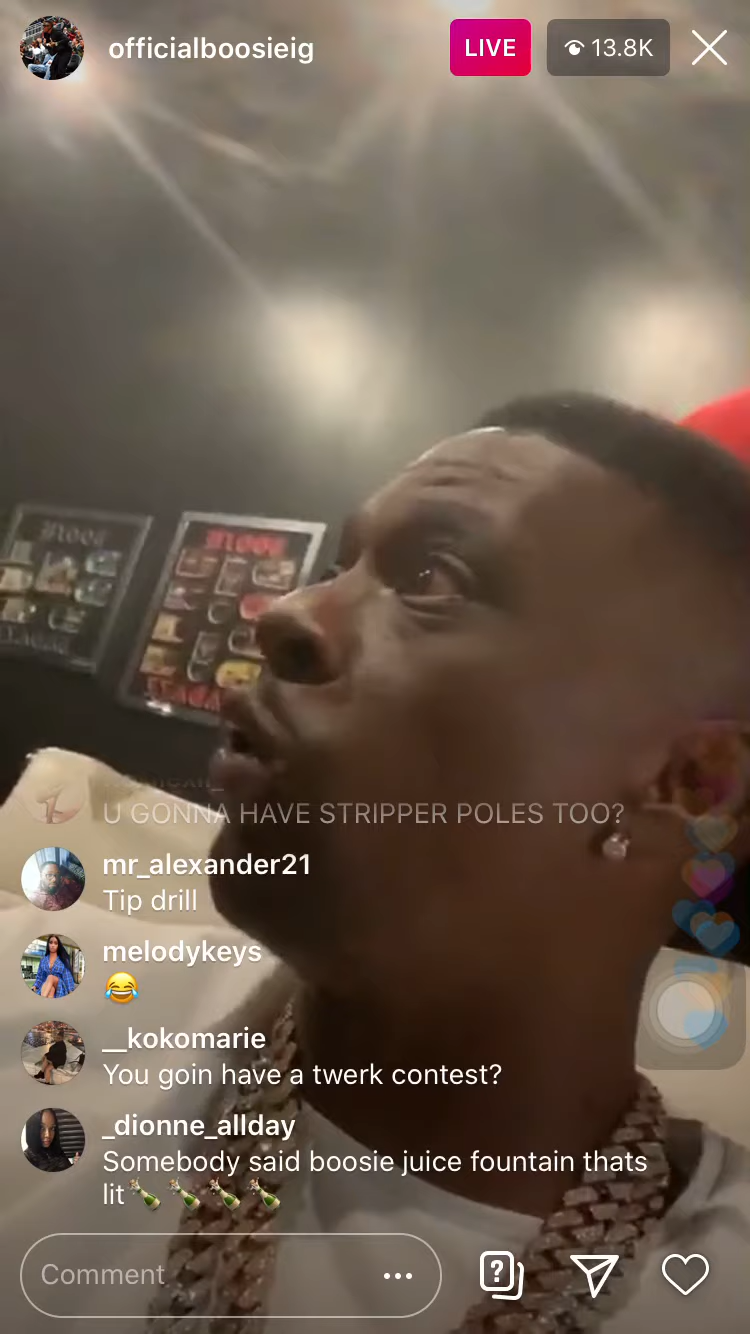 officialboosieig
LIVE
13.8K
U GONNA HAVE STRIPPER POLES TOO?
mr_alexander21
Tip drill
melodykeys
😂
__kokomarie
You goin have a twerk contest?
_dionne_allday
Somebody said boosie juice fountain thats
lit🍾🍾🍾🍾
Comment